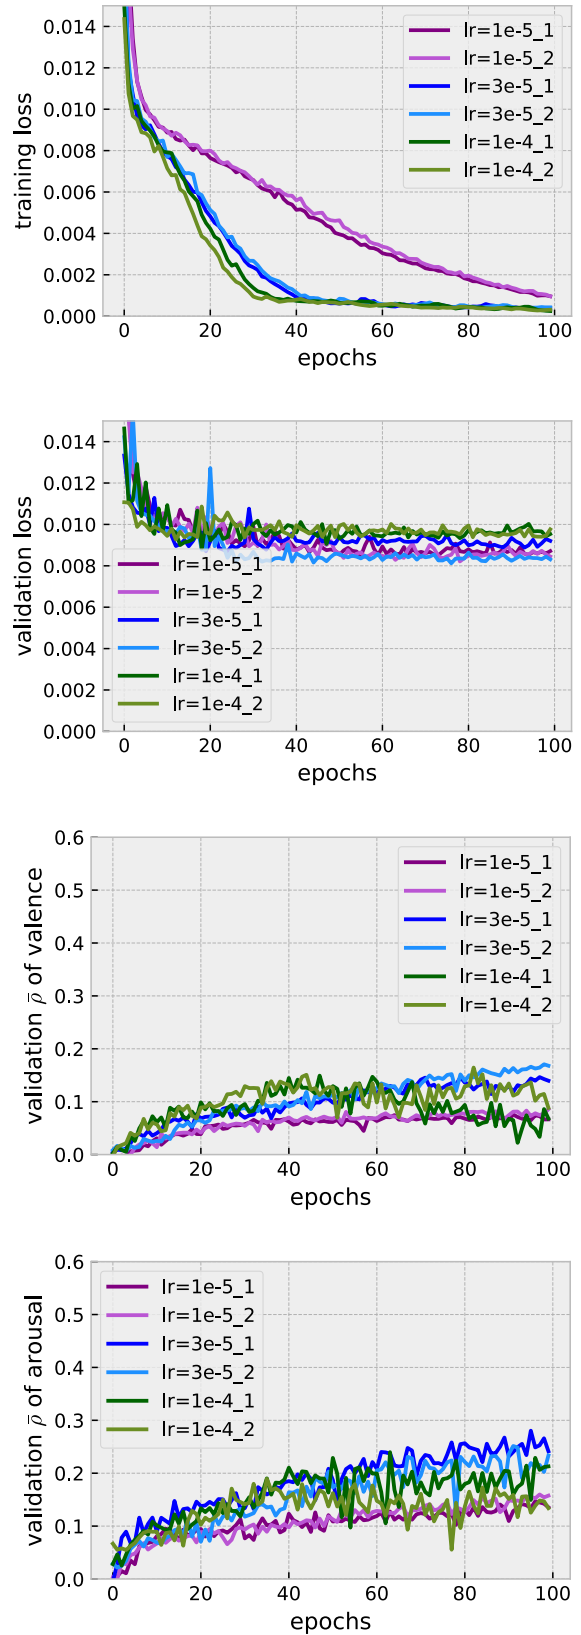 0.014
0.012
0.010
0.008
0.006
0.004
0.002
0.000
training loss
lr=1e-5_1
lr=1e-5_2
lr=3e-5_1
lr=3e-5_2
lr=1e-4_1
lr=1e-4_2
0 20 40 60 80 100
epochs
0.014
0.012
0.010
0.008
0.006
0.004
0.002
0.000
validation loss
lr=1e-5_1
lr=1e-5_2
lr=3e-5_1
lr=3e-5_2
lr=1e-4_1
lr=1e-4_2
0 20 40 60 80 100
epochs
0.6
0.5
0.4
0.3
0.2
0.1
0.0
validation ρ̄ of valence
lr=1e-5_1
lr=1e-5_2
lr=3e-5_1
lr=3e-5_2
lr=1e-4_1
lr=1e-4_2
0 20 40 60 80 100
epochs
0.6
0.5
0.4
0.3
0.2
0.1
0.0
validation ρ̄ of arousal
lr=1e-5_1
lr=1e-5_2
lr=3e-5_1
lr=3e-5_2
lr=1e-4_1
lr=1e-4_2
0 20 40 60 80 100
epochs